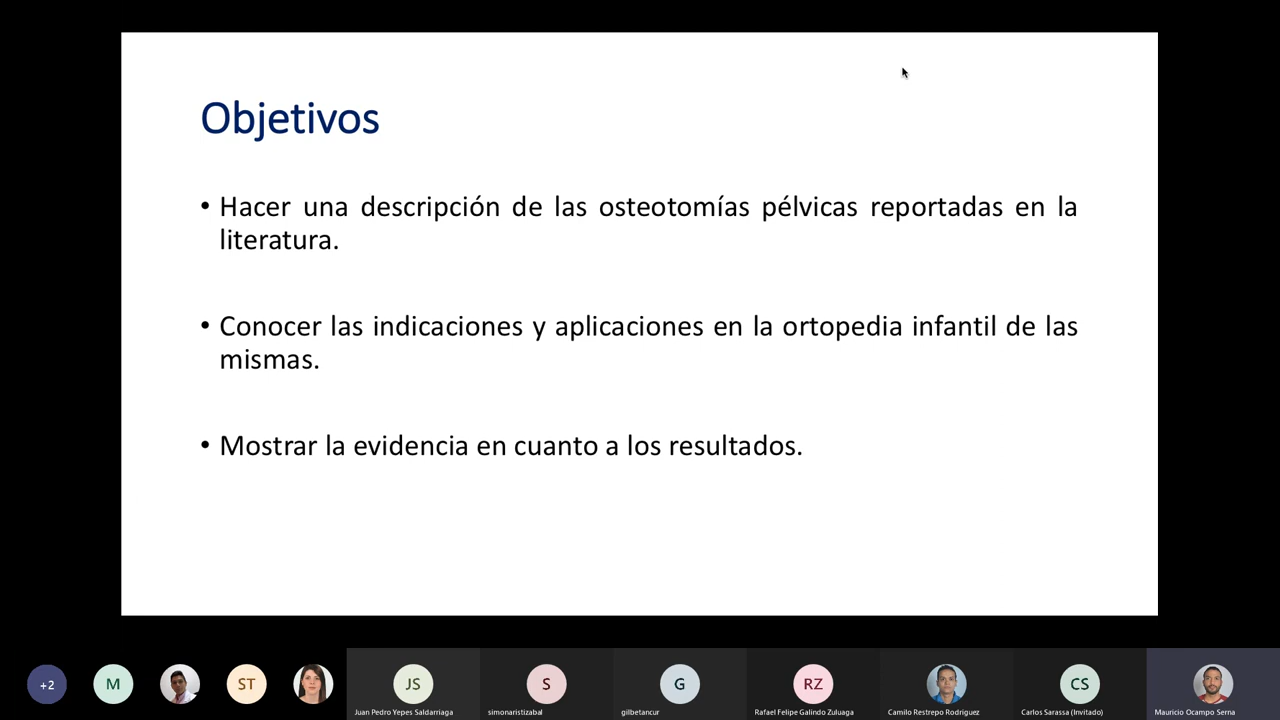 Objetivos
• Hacer una descripción de las osteotomías pélvicas reportadas en la
literatura.
• Conocer las indicaciones y aplicaciones en la ortopedia infantil de las
mismas.
• Mostrar la evidencia en cuanto a los resultados.
+2
M
ST
JS
S
G
RZ
CS
Juan Pedro Yepes Saldarriaga
simonaristizabal
gilbetancur
Rafael Felipe Galindo Zuluaga
Camilo Restrepo Rodriguez
Carlos Sarassa (Invitado)
Mauricio Ocampo Serna